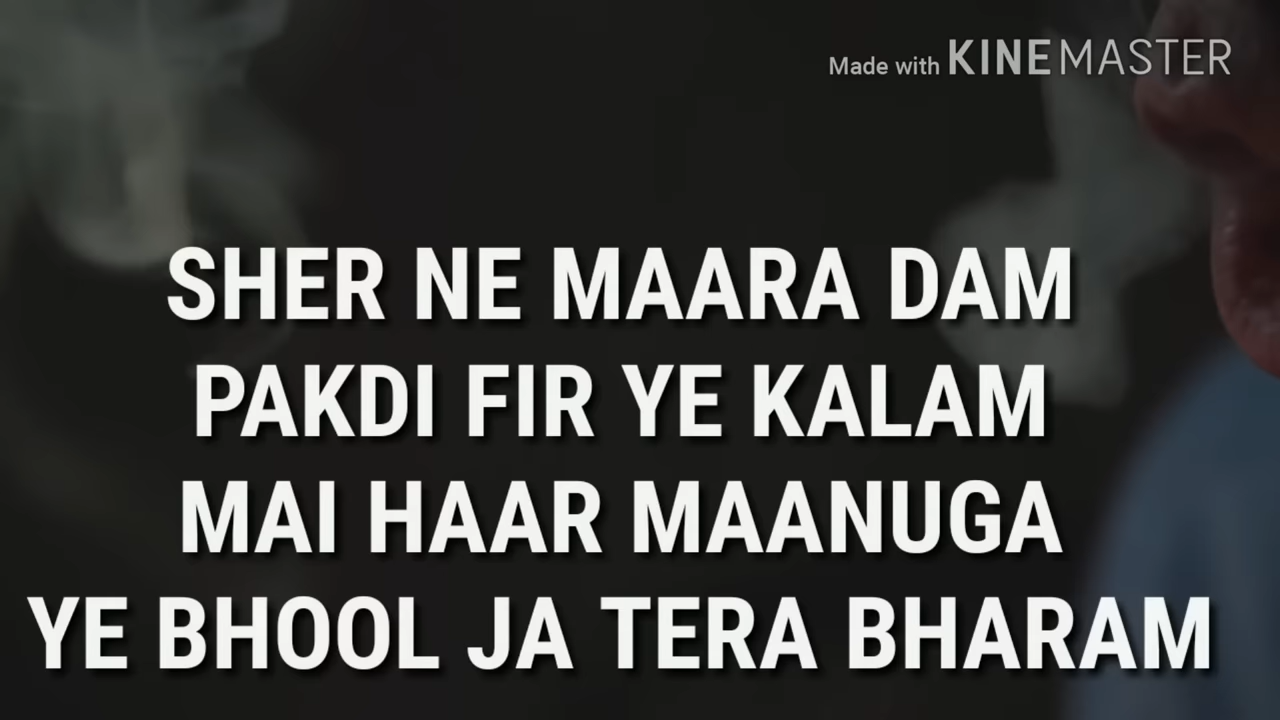 Made with KINEMASTER
SHER NE MAARA DAM
PAKDI FIR YE KALAM
MAI HAAR MAANUGA
YE BHOOL JA TERA BHARAM